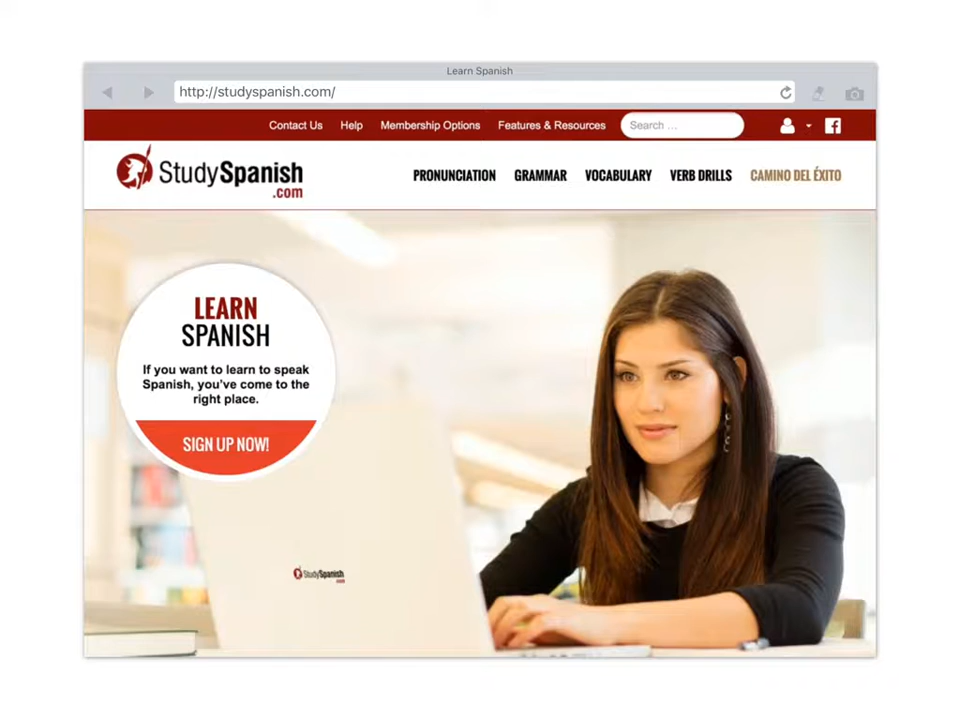 Learn Spanish
http://studyspanish.com/
Contact Us Help Membership Options Features & Resources Search ...
StudySpanish
.com
PRONUNCIATION GRAMMAR VOCABULARY VERB DRILLS CAMINO DEL ÉXITO
LEARN
SPANISH
If you want to learn to speak
Spanish, you've come to the
right place.
SIGN UP NOW!
StudySpanish
.com